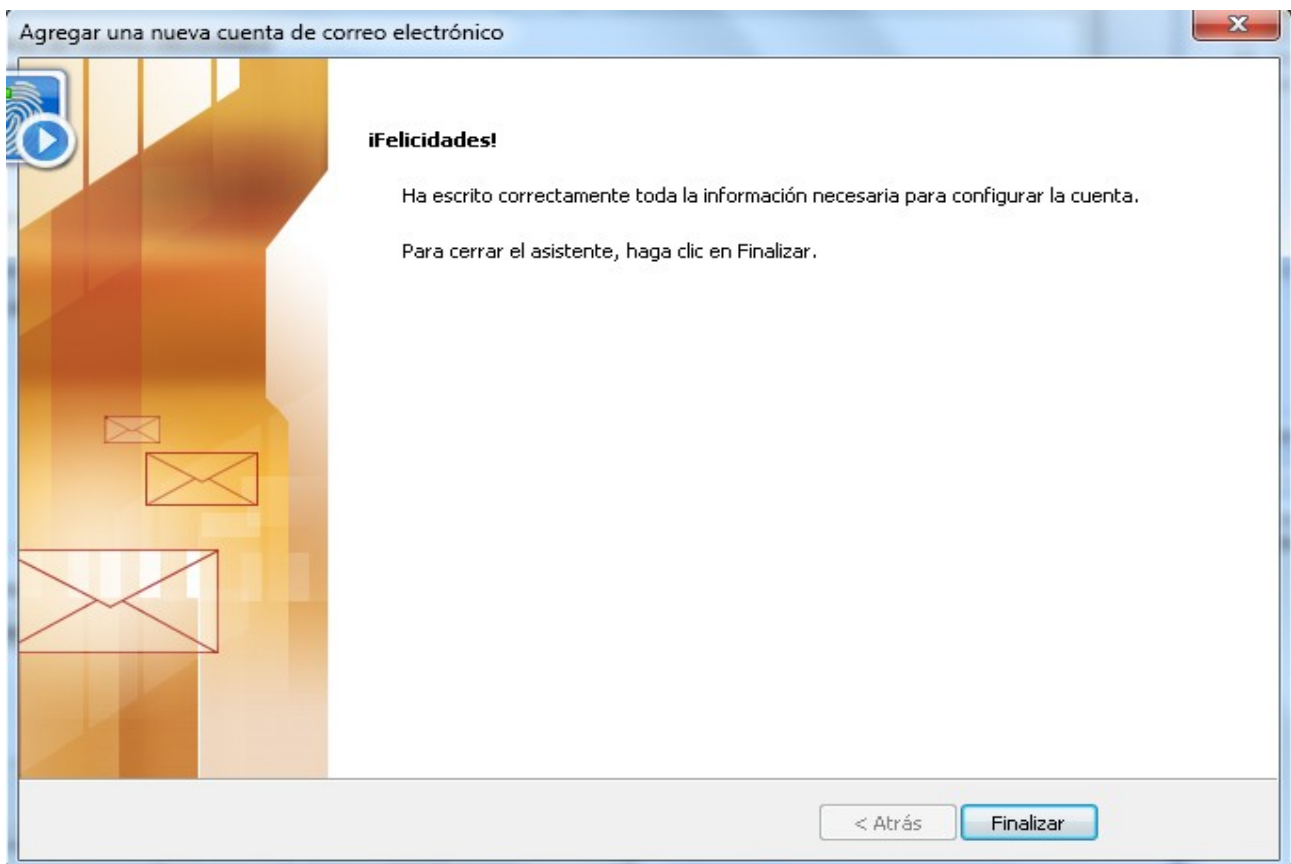 Agregar una nueva cuenta de correo electrónico
¡Felicidades!
Ha escrito correctamente toda la información necesaria para configurar la cuenta.
Para cerrar el asistente, haga clic en Finalizar.
< Atrás
Finalizar